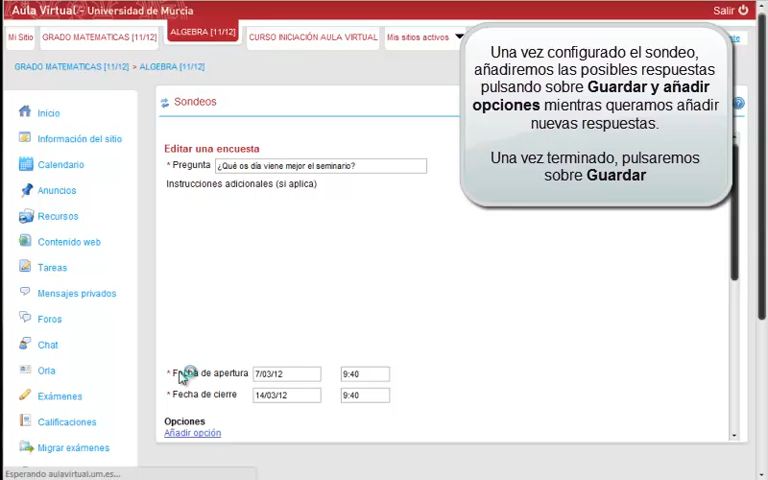 Aula Virtual - Universidad de Murcia
Salir
Mi Sitio
GRADO MATEMATICAS [11/12]
ALGEBRA [11/12]
CURSO INICIACIÓN AULA VIRTUAL
Mis sitios activos
GRADO MATEMATICAS [11/12] > ALGEBRA [11/12]
Una vez configurado el sondeo,
añadiremos las posibles respuestas
pulsando sobre Guardar y añadir
opciones mientras queramos añadir
nuevas respuestas.
Una vez terminado, pulsaremos
sobre Guardar
Inicio
Información del sitio
Calendario
Anuncios
Recursos
Contenido web
Tareas
Mensajes privados
Foros
Chat
Orla
Exámenes
Calificaciones
Migrar exámenes
Sondeos
Editar una encuesta
* Pregunta ¿Qué os día viene mejor el seminario?
Instrucciones adicionales (si aplica)
* Fecha de apertura 7/03/12 9:40
* Fecha de cierre 14/03/12 9:40
Opciones
Añadir opción
Esperando aulavirtual.um.es...